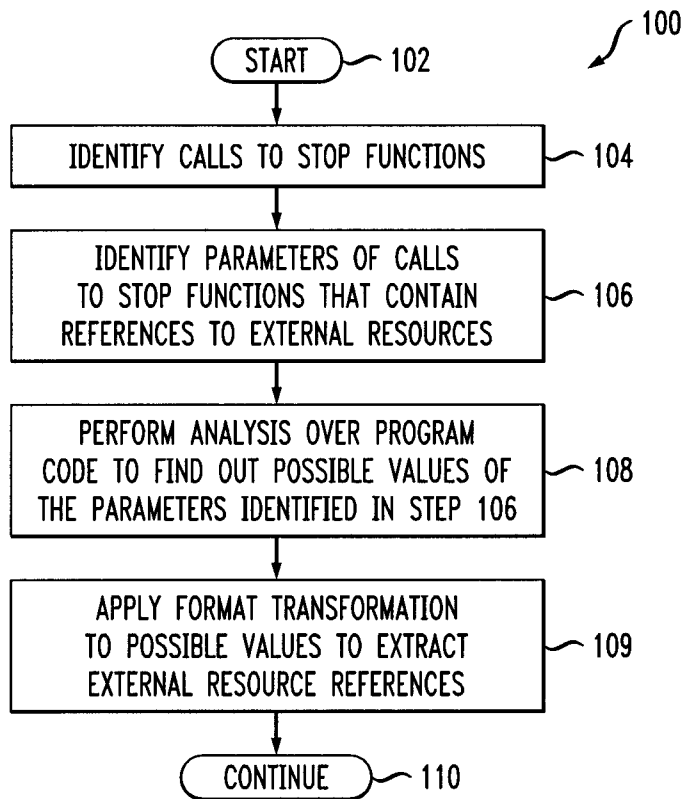 100
START
102
IDENTIFY CALLS TO STOP FUNCTIONS
104
IDENTIFY PARAMETERS OF CALLS
TO STOP FUNCTIONS THAT CONTAIN
REFERENCES TO EXTERNAL RESOURCES
106
PERFORM ANALYSIS OVER PROGRAM
CODE TO FIND OUT POSSIBLE VALUES OF
THE PARAMETERS IDENTIFIED IN STEP 106
108
APPLY FORMAT TRANSFORMATION
TO POSSIBLE VALUES TO EXTRACT
EXTERNAL RESOURCE REFERENCES
109
CONTINUE
110